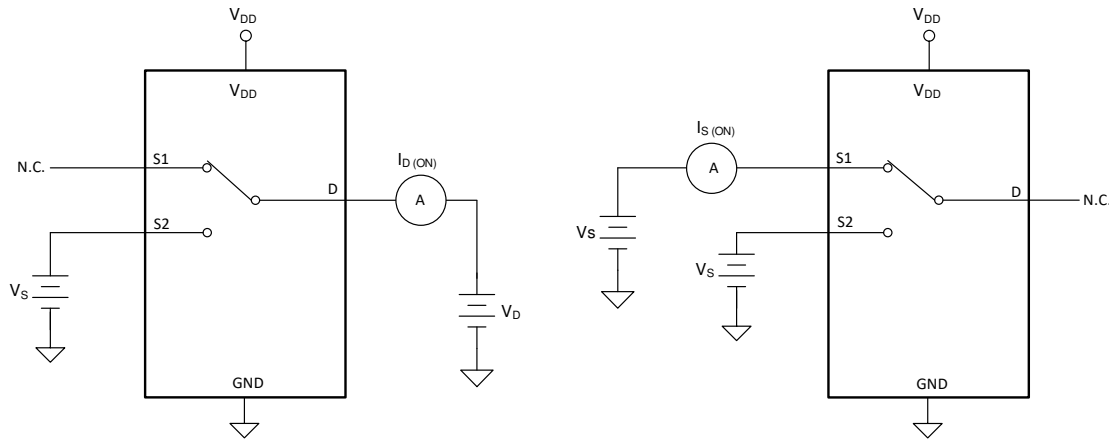 VDD
VDD
N.C.
S1
D
ID (ON)
A
S2
VS
VD
GND
VDD
VDD
IS (ON)
A
S1
D
N.C.
Vs
S2
VS
GND